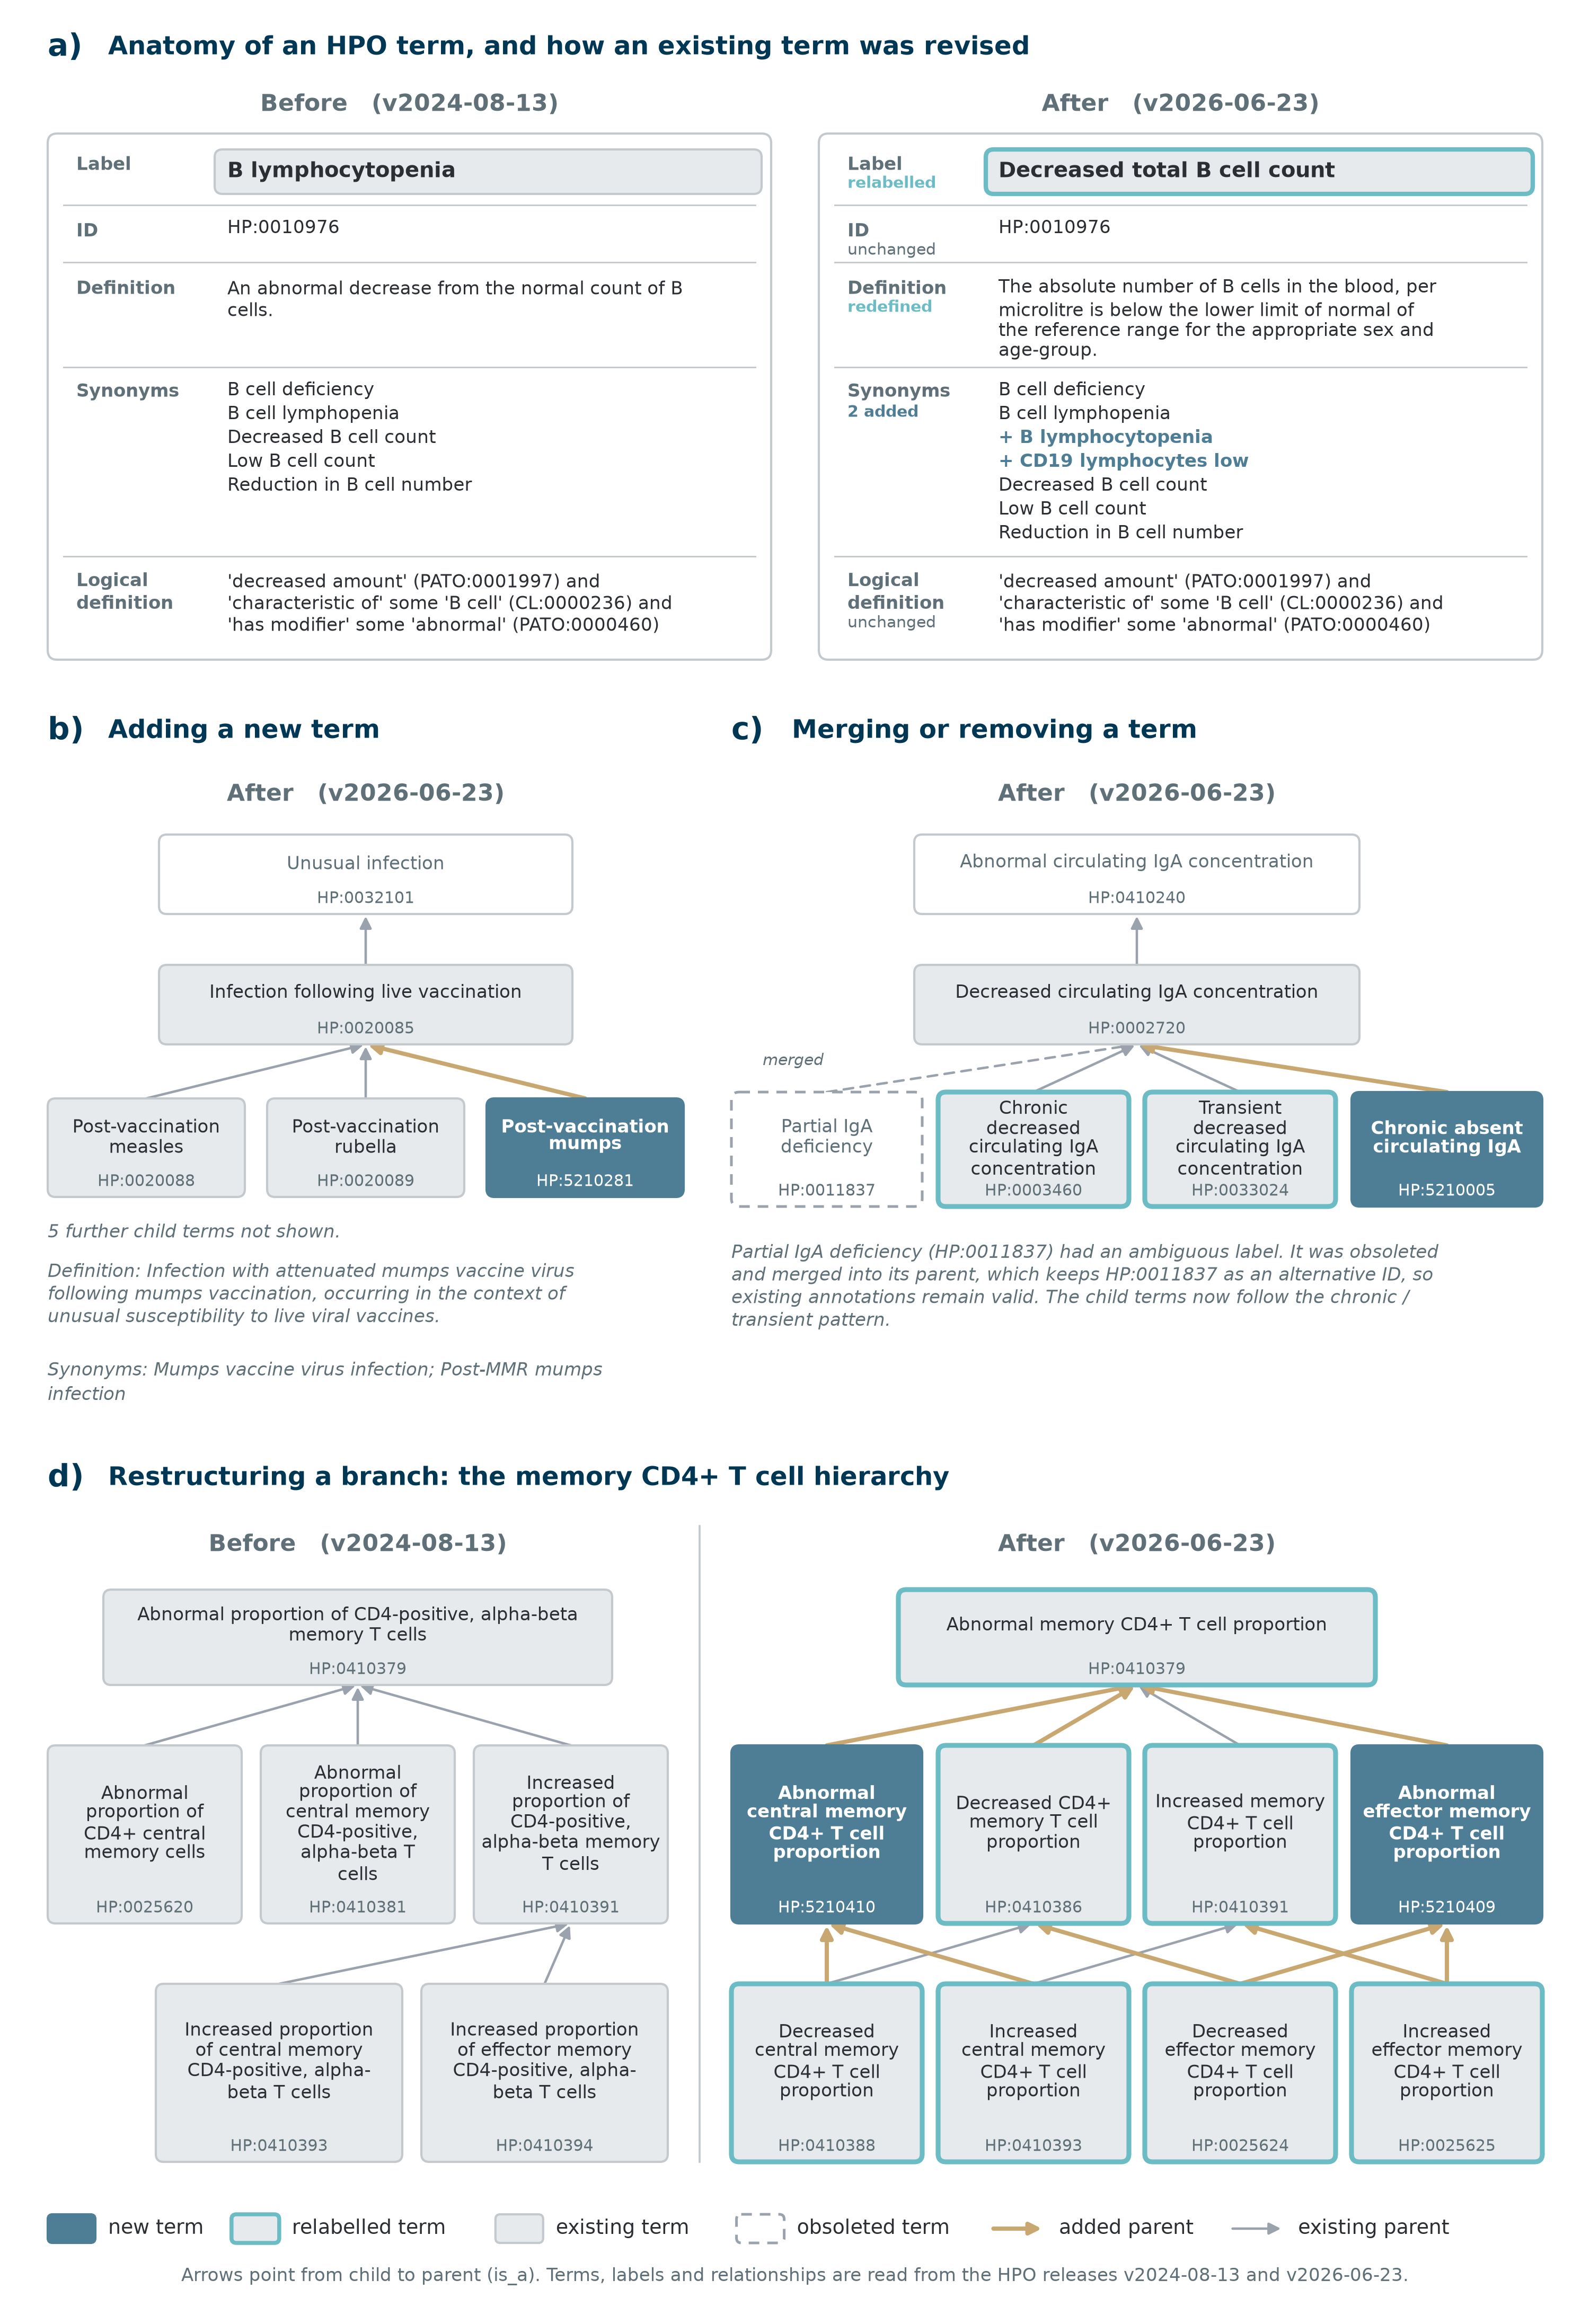 a) Anatomy of an HPO term, and how an existing term was revised
Before (v2024-08-13)
Label
B lymphocytopenia
ID
HP:0010976
Definition
An abnormal decrease from the normal count of B
cells.
Synonyms
B cell deficiency
B cell lymphopenia
Decreased B cell count
Low B cell count
Reduction in B cell number
Logical
definition
'decreased amount' (PATO:0001997) and
'characteristic of' some 'B cell' (CL:0000236) and
'has modifier' some 'abnormal' (PATO:0000460)
After (v2026-06-23)
Label
relabelled
Decreased total B cell count
ID
unchanged
HP:0010976
Definition
redefined
The absolute number of B cells in the blood, per
microlitre is below the lower limit of normal of
the reference range for the appropriate sex and
age-group.
Synonyms
2 added
B cell deficiency
B cell lymphopenia
+ B lymphocytopenia
+ CD19 lymphocytes low
Decreased B cell count
Low B cell count
Reduction in B cell number
Logical
definition
unchanged
'decreased amount' (PATO:0001997) and
'characteristic of' some 'B cell' (CL:0000236) and
'has modifier' some 'abnormal' (PATO:0000460)
b) Adding a new term
After (v2026-06-23)
Unusual infection
HP:0032101
Infection following live vaccination
HP:0020085
Post-vaccination
measles
HP:0020088
Post-vaccination
rubella
HP:0020089
Post-vaccination
mumps
HP:5210281
5 further child terms not shown.
Definition: Infection with attenuated mumps vaccine virus
following mumps vaccination, occurring in the context of
unusual susceptibility to live viral vaccines.
Synonyms: Mumps vaccine virus infection; Post-MMR mumps
infection
c) Merging or removing a term
After (v2026-06-23)
Abnormal circulating IgA concentration
HP:0410240
Decreased circulating IgA concentration
HP:0002720
merged
Partial IgA
deficiency
HP:0011837
Chronic
decreased
circulating IgA
concentration
HP:0003460
Transient
decreased
circulating IgA
concentration
HP:0033024
Chronic absent
circulating IgA
HP:5210005
Partial IgA deficiency (HP:0011837) had an ambiguous label. It was obsoleted
and merged into its parent, which keeps HP:0011837 as an alternative ID, so
existing annotations remain valid. The child terms now follow the chronic /
transient pattern.
d) Restructuring a branch: the memory CD4+ T cell hierarchy
Before (v2024-08-13)
Abnormal proportion of CD4-positive, alpha-beta
memory T cells
HP:0410379
Abnormal
proportion of
CD4+ central
memory cells
HP:0025620
Abnormal
proportion of
central memory
CD4-positive,
alpha-beta T
cells
HP:0410381
Increased
proportion of
CD4-positive,
alpha-beta memory
T cells
HP:0410391
Increased proportion
of central memory
CD4-positive, alpha-
beta T cells
HP:0410393
Increased proportion
of effector memory
CD4-positive, alpha-
beta T cells
HP:0410394
After (v2026-06-23)
Abnormal memory CD4+ T cell proportion
HP:0410379
Abnormal
central memory
CD4+ T cell
proportion
HP:5210410
Decreased CD4+
memory T cell
proportion
HP:0410386
Increased memory
CD4+ T cell
proportion
HP:0410391
Abnormal
effector memory
CD4+ T cell
proportion
HP:5210409
Decreased
central memory
CD4+ T cell
proportion
HP:0410388
Increased
central memory
CD4+ T cell
proportion
HP:0410393
Decreased
effector memory
CD4+ T cell
proportion
HP:0025624
Increased
effector memory
CD4+ T cell
proportion
HP:0025625
new term
relabelled term
existing term
obsoleted term
added parent
existing parent
Arrows point from child to parent (is_a). Terms, labels and relationships are read from the HPO releases v2024-08-13 and v2026-06-23.